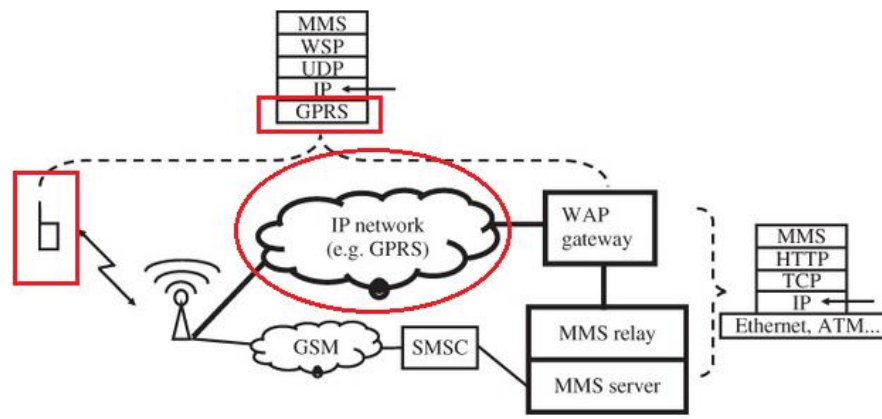 MMS
WSP
UDP
IP
GPRS
IP network
(e.g. GPRS)
WAP
gateway
MMS
HTTP
TCP
IP
Ethernet, ATM...
GSM
SMSC
MMS relay
MMS server